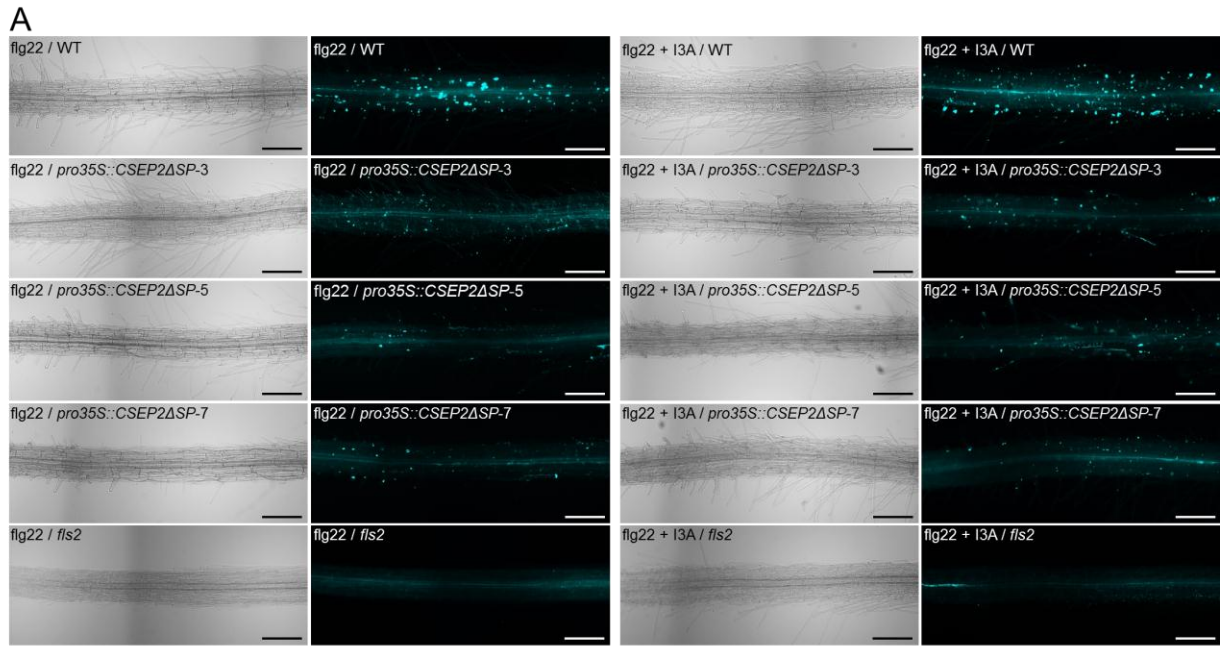 A
flg22 / WT
flg22 / WT
flg22 + I3A / WT
flg22 + I3A / WT
flg22 / pro35S::CSEP2ΔSP-3
flg22 / pro35S::CSEP2ΔSP-3
flg22 + I3A / pro35S::CSEP2ΔSP-3
flg22 + I3A / pro35S::CSEP2ΔSP-3
flg22 / pro35S::CSEP2ΔSP-5
flg22 / pro35S::CSEP2ΔSP-5
flg22 + I3A / pro35S::CSEP2ΔSP-5
flg22 + I3A / pro35S::CSEP2ΔSP-5
flg22 / pro35S::CSEP2ΔSP-7
flg22 / pro35S::CSEP2ΔSP-7
flg22 + I3A / pro35S::CSEP2ΔSP-7
flg22 + I3A / pro35S::CSEP2ΔSP-7
flg22 / fls2
flg22 / fls2
flg22 + I3A / fls2
flg22 + I3A / fls2